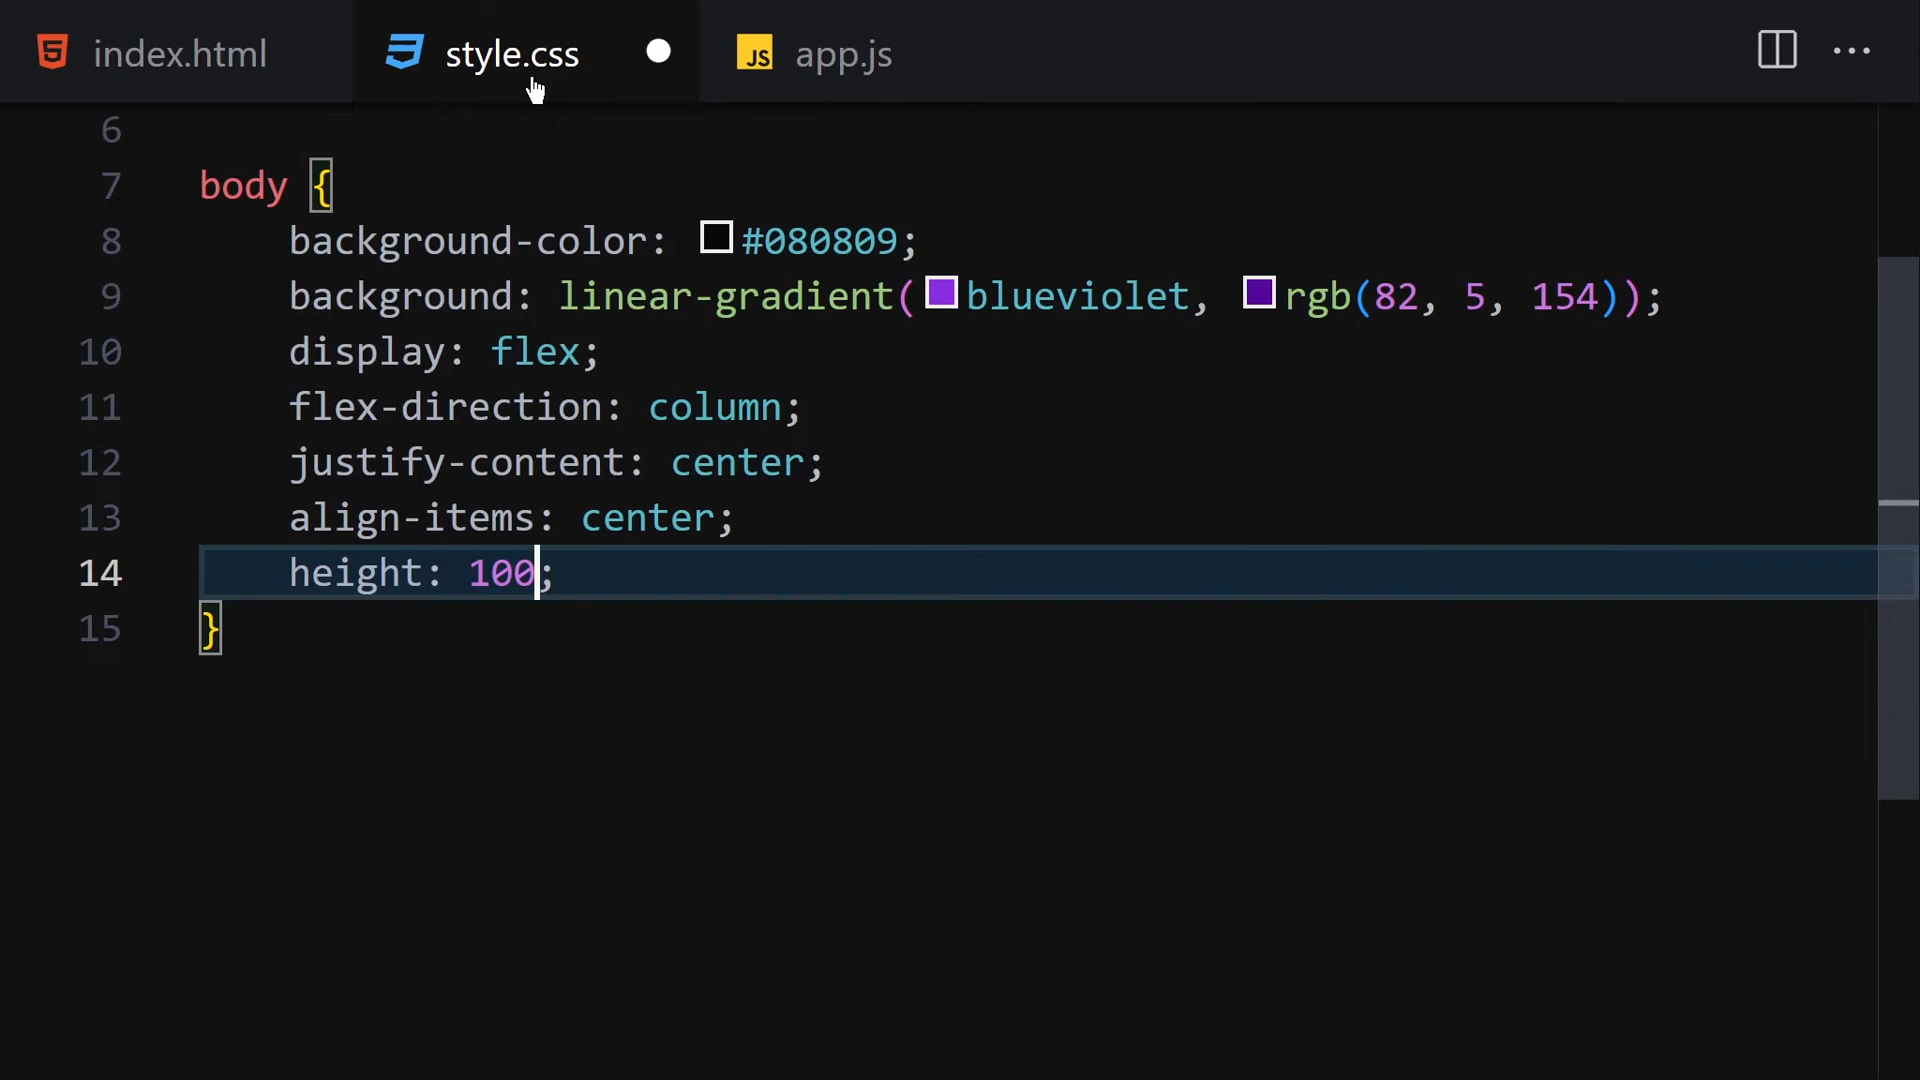 index.html style.css JS app.js
6
7 body {
8 background-color: #080809;
9 background: linear-gradient(blueviolet, rgb(82, 5, 154));
10 display: flex;
11 flex-direction: column;
12 justify-content: center;
13 align-items: center;
14 height: 100;
15 }